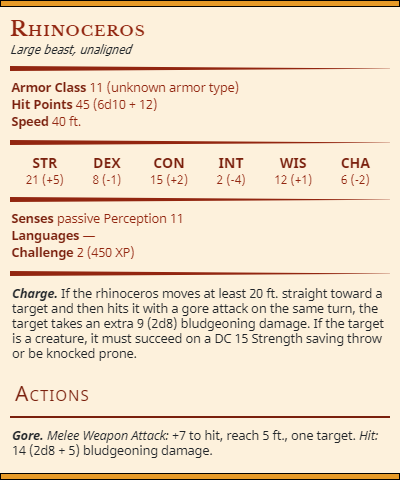 Rhinoceros
Large beast, unaligned
Armor Class 11 (unknown armor type)
Hit Points 45 (6d10 + 12)
Speed 40 ft.
STR DEX CON INT WIS CHA
21 (+5) 8 (-1) 15 (+2) 2 (-4) 12 (+1) 6 (-2)
Senses passive Perception 11
Languages —
Challenge 2 (450 XP)
Charge. If the rhinoceros moves at least 20 ft. straight toward a
target and then hits it with a gore attack on the same turn, the
target takes an extra 9 (2d8) bludgeoning damage. If the target
is a creature, it must succeed on a DC 15 Strength saving throw
or be knocked prone.
Actions
Gore. Melee Weapon Attack: +7 to hit, reach 5 ft., one target. Hit:
14 (2d8 + 5) bludgeoning damage.